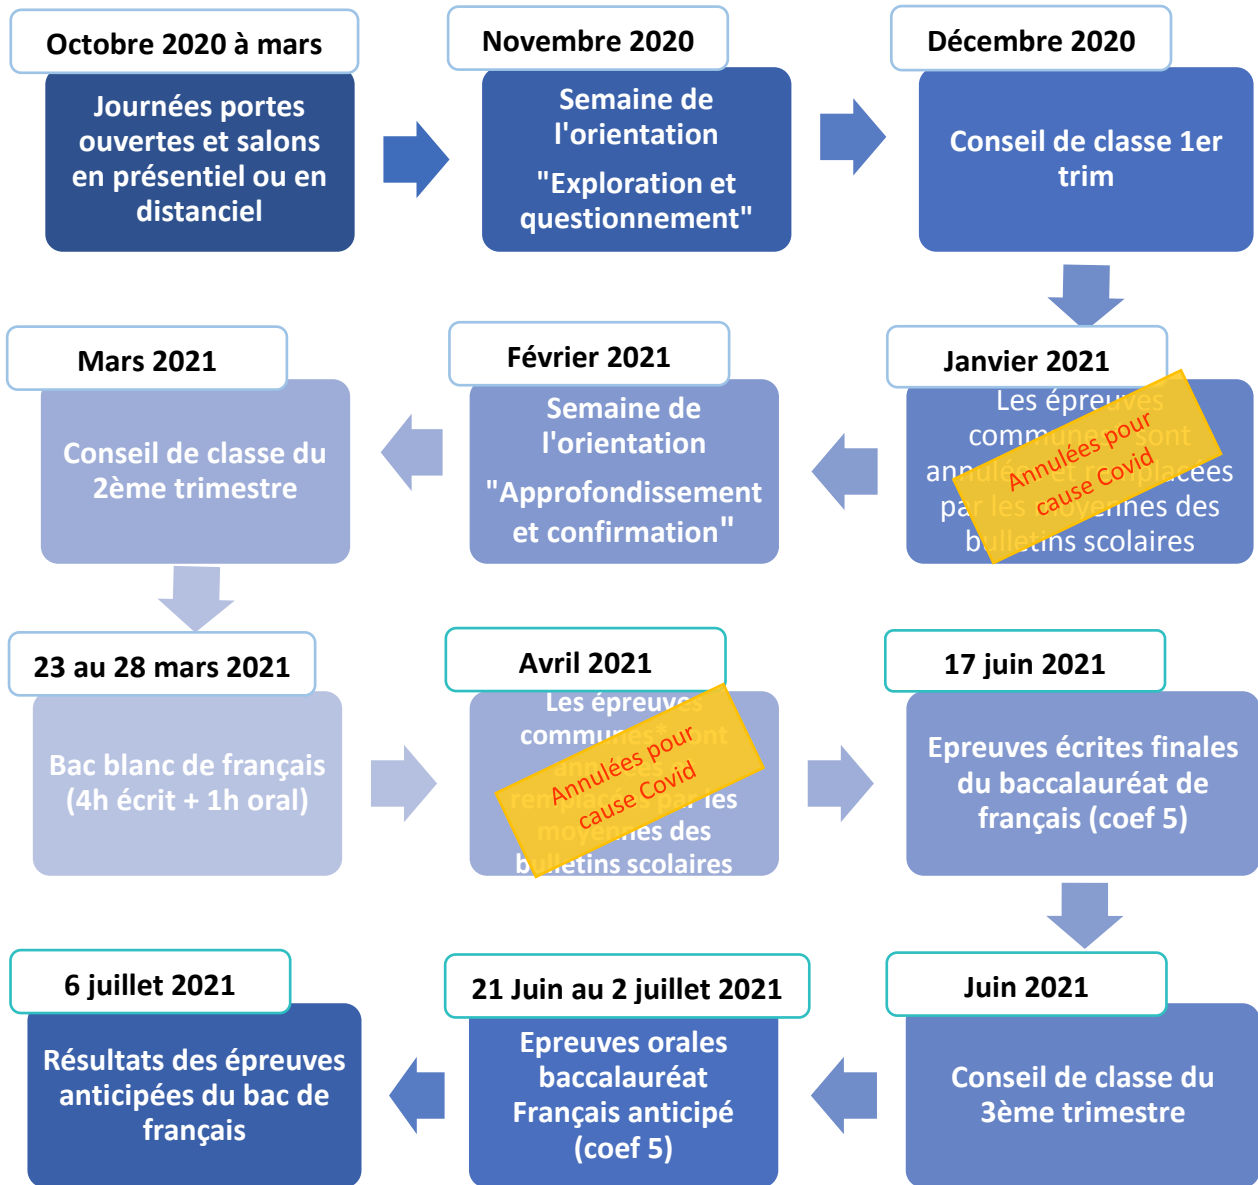 Octobre 2020 à mars
Journées portes
ouvertes et salons
en présentiel ou en
distanciel
Novembre 2020
Semaine de
l'orientation
"Exploration et
questionnement"
Décembre 2020
Conseil de classe 1er
trim
Janvier 2021
Les épreuves
communes sont
annulées et remplacées
par les moyennes des
bulletins scolaires
Annulées pour
cause Covid
Février 2021
Semaine de
l'orientation
"Approfondissement
et confirmation"
Mars 2021
Conseil de classe du
2ème trimestre
23 au 28 mars 2021
Bac blanc de français
(4h écrit + 1h oral)
Avril 2021
Les épreuves
communes* sont
annulées
remplacées par les
moyennes des
bulletins scolaires
Annulées pour
cause Covid
17 juin 2021
Epreuves écrites finales
du baccalauréat de
français (coef 5)
Juin 2021
Conseil de classe du
3ème trimestre
21 Juin au 2 juillet 2021
Epreuves orales
baccalauréat
Français anticipé
(coef 5)
6 juillet 2021
Résultats des épreuves
anticipées du bac de
français